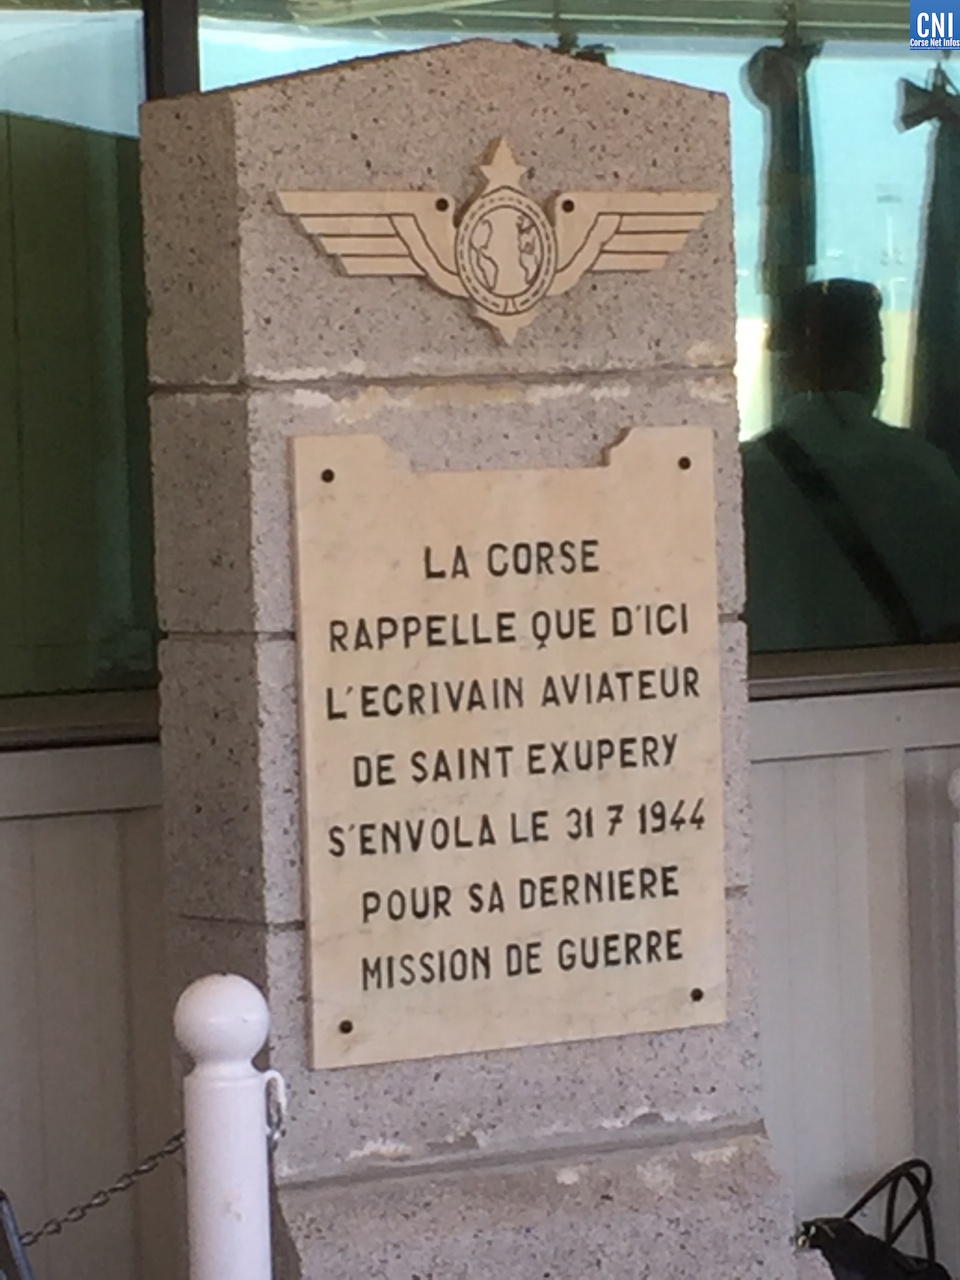 CNI
Corse Net Infos
LA CORSE
RAPPELLE QUE D'ICI
L'ECRIVAIN AVIATEUR
DE SAINT EXUPERY
S'ENVOLA LE 31 7 1944
POUR SA DERNIERE
MISSION DE GUERRE